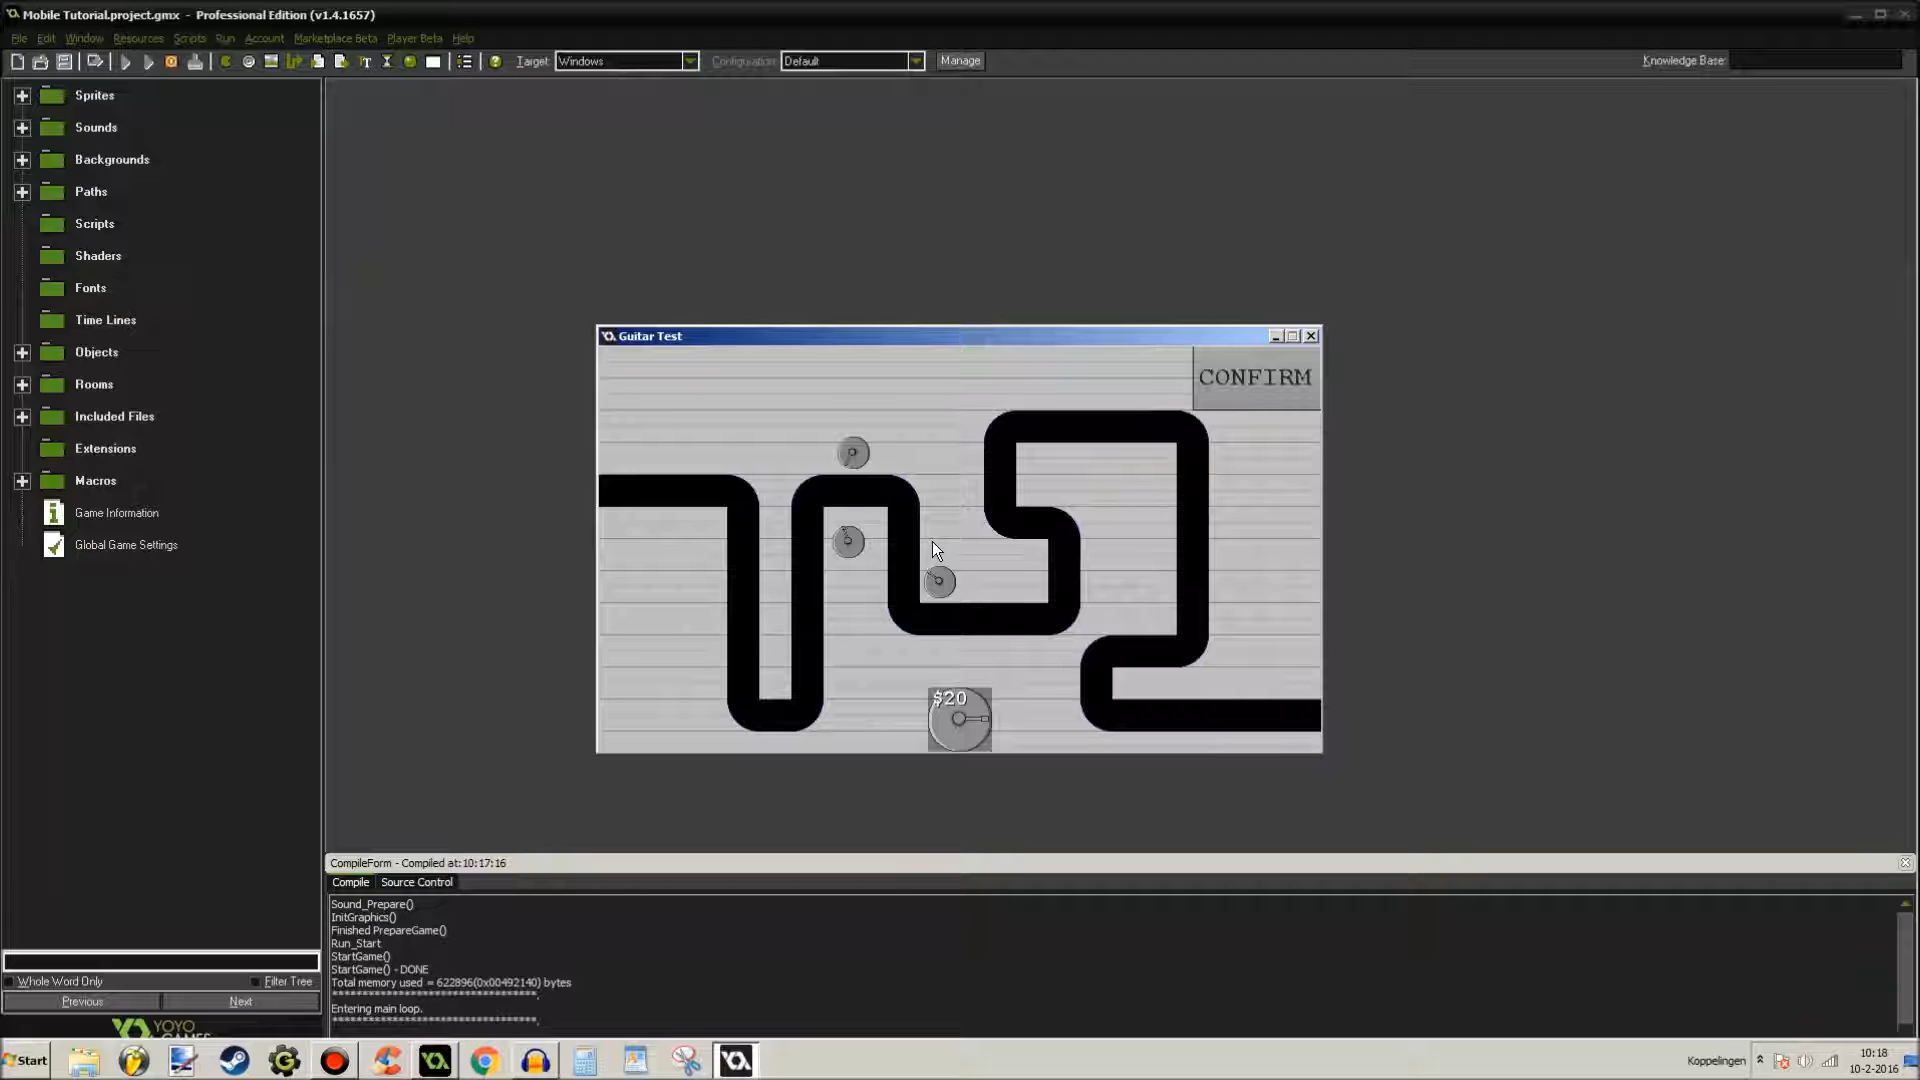 Mobile Tutorial.project.gmx - Professional Edition (v1.4.1657)
File Edit Window Resources Scripts Run Account Marketplace Beta Player Beta Help
Target: Windows Configuration: Default Manage Knowledge Base:
Sprites
Sounds
Backgrounds
Paths
Scripts
Shaders
Fonts
Time Lines
Objects
Rooms
Included Files
Extensions
Macros
Game Information
Global Game Settings
Guitar Test
CONFIRM
$20
CompileForm - Compiled at:10:17:16
Compile Source Control
Sound_Prepare()
InitGraphics()
Finished PrepareGame()
Run_Start
StartGame()
StartGame() - DONE
Total memory used = 622896(0x00492140) bytes
Entering main loop.
Whole Word Only Filter Tree
Previous Next
YOYO
GAMES
Start
Koppelingen
10:18
10-2-2016